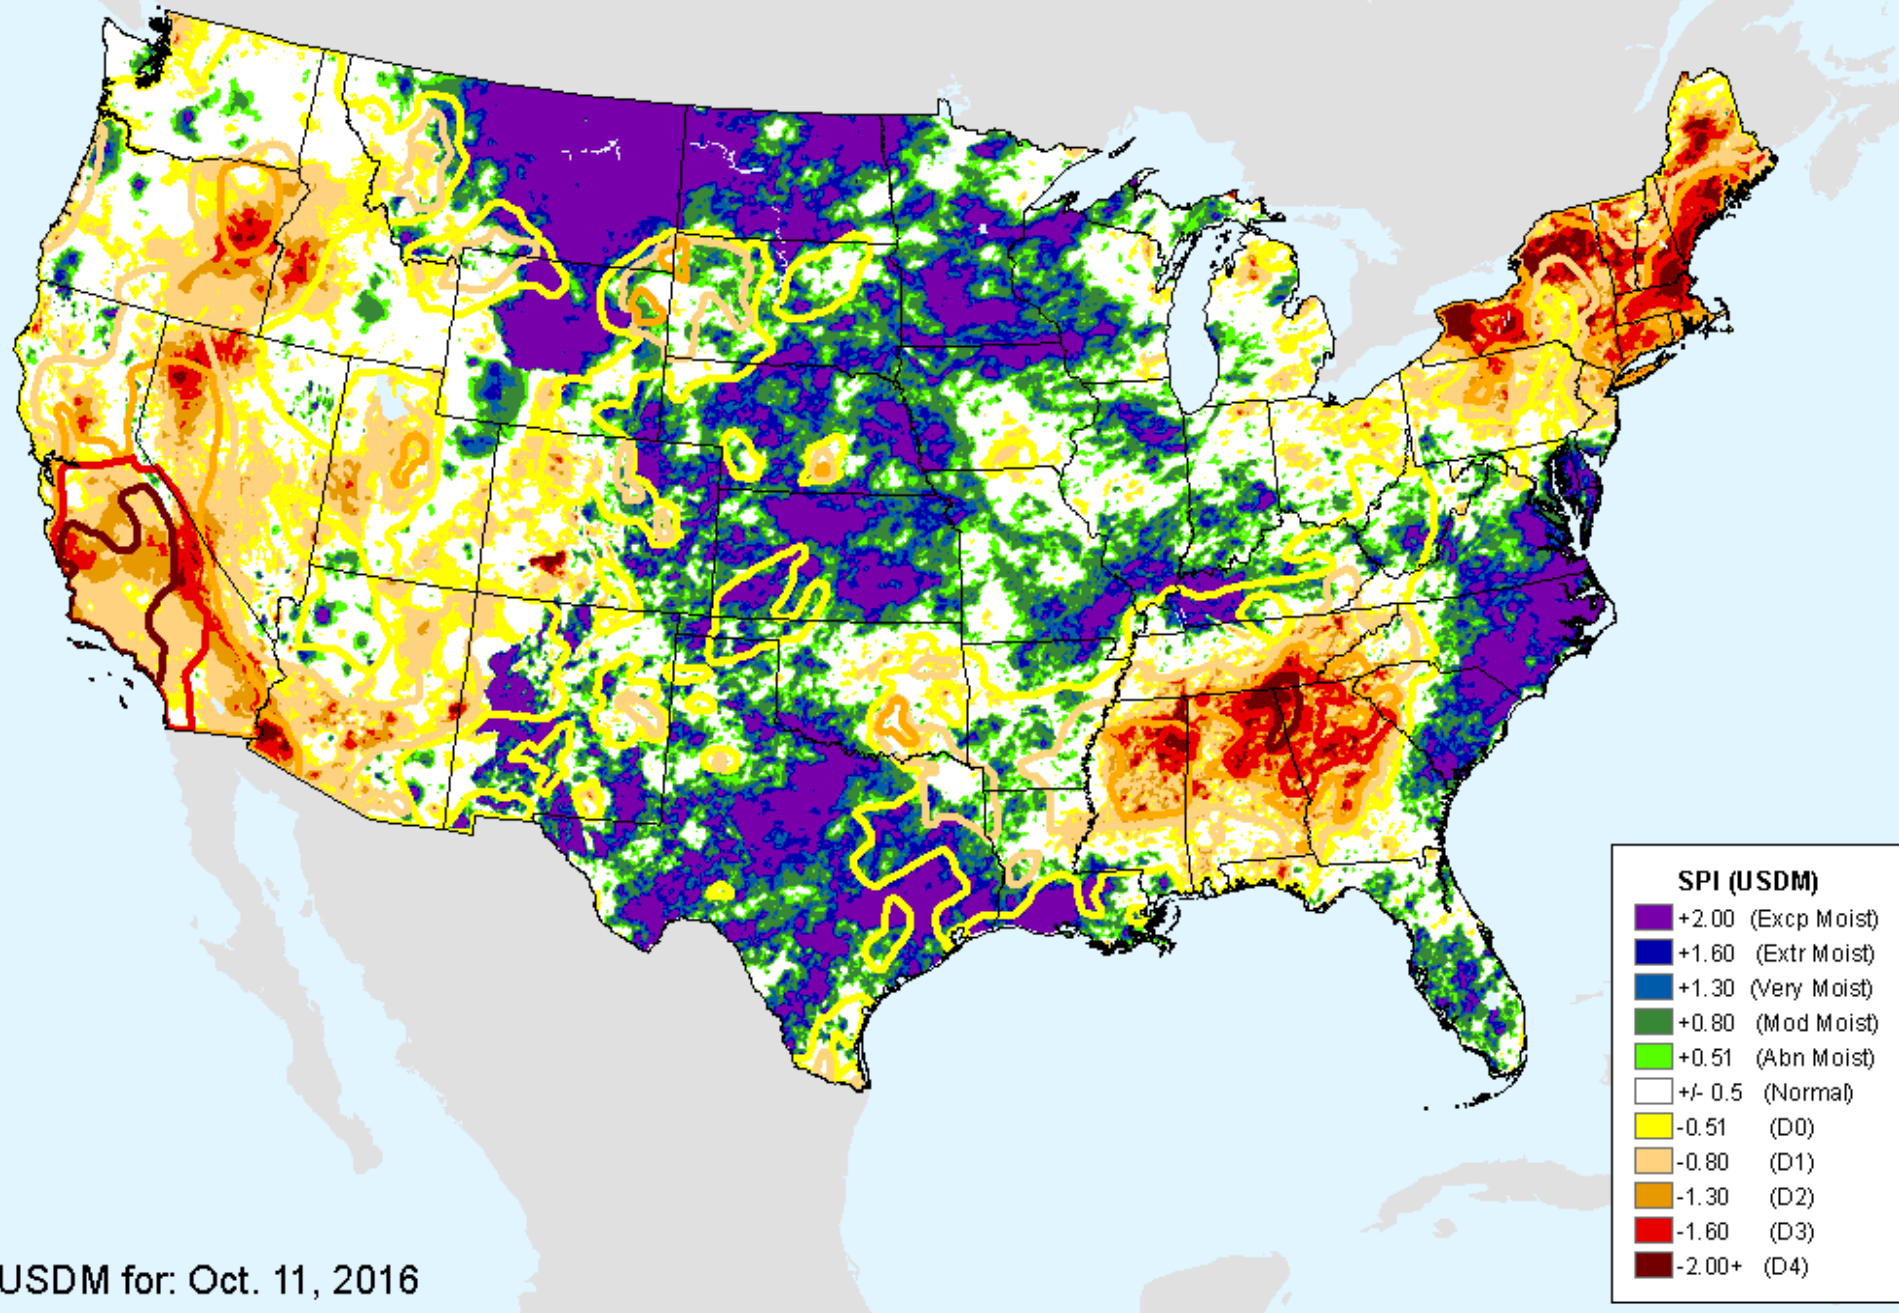 SPI (USDM)
+2.00 (Excp Moist)
+1.60 (Extr Moist)
+1.30 (Very Moist)
+0.80 (Mod Moist)
+0.51 (Abn Moist)
+/- 0.5 (Normal)
-0.51 (D0)
-0.80 (D1)
-1.30 (D2)
-1.60 (D3)
-2.00+ (D4)
USDM for: Oct. 11, 2016